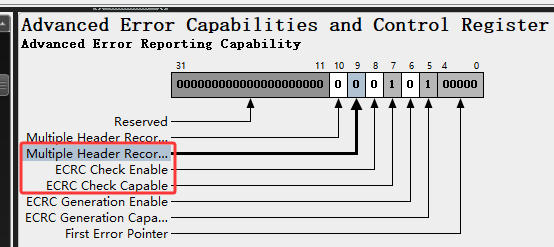 Advanced Error Capabilities and Control Register
Advanced Error Reporting Capability
31 11 10 9 8 7 6 5 4 0
000000000000000000000 0 0 0 1 0 1 00000
Reserved
Multiple Header Recor...
Multiple Header Recor...
ECRC Check Enable
ECRC Check Capable
ECRC Generation Enable
ECRC Generation Capa...
First Error Pointer